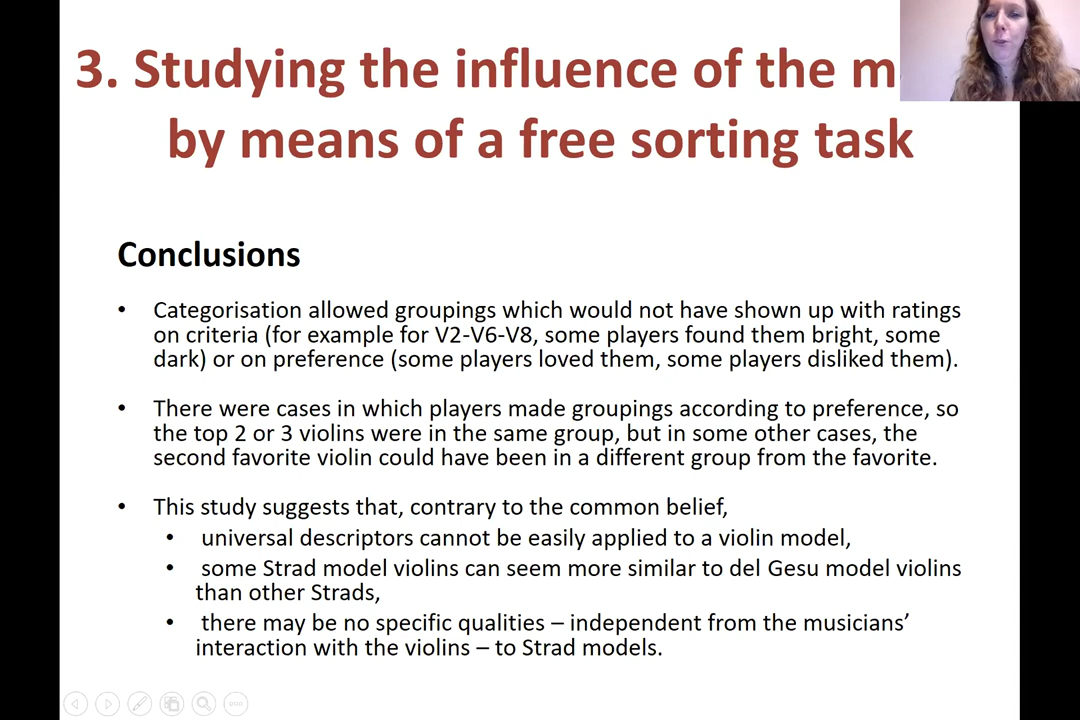 3. Studying the influence of the
by means of a free sorting task
Conclusions
• Categorisation allowed groupings which would not have shown up with ratings
on criteria (for example for V2-V6-V8, some players found them bright, some
dark) or on preference (some players loved them, some players disliked them).
• There were cases in which players made groupings according to preference, so
the top 2 or 3 violins were in the same group, but in some other cases, the
second favorite violin could have been in a different group from the favorite.
• This study suggests that, contrary to the common belief,
• universal descriptors cannot be easily applied to a violin model,
• some Strad model violins can seem more similar to del Gesu model violins
than other Strads,
• there may be no specific qualities – independent from the musicians’
interaction with the violins – to Strad models.